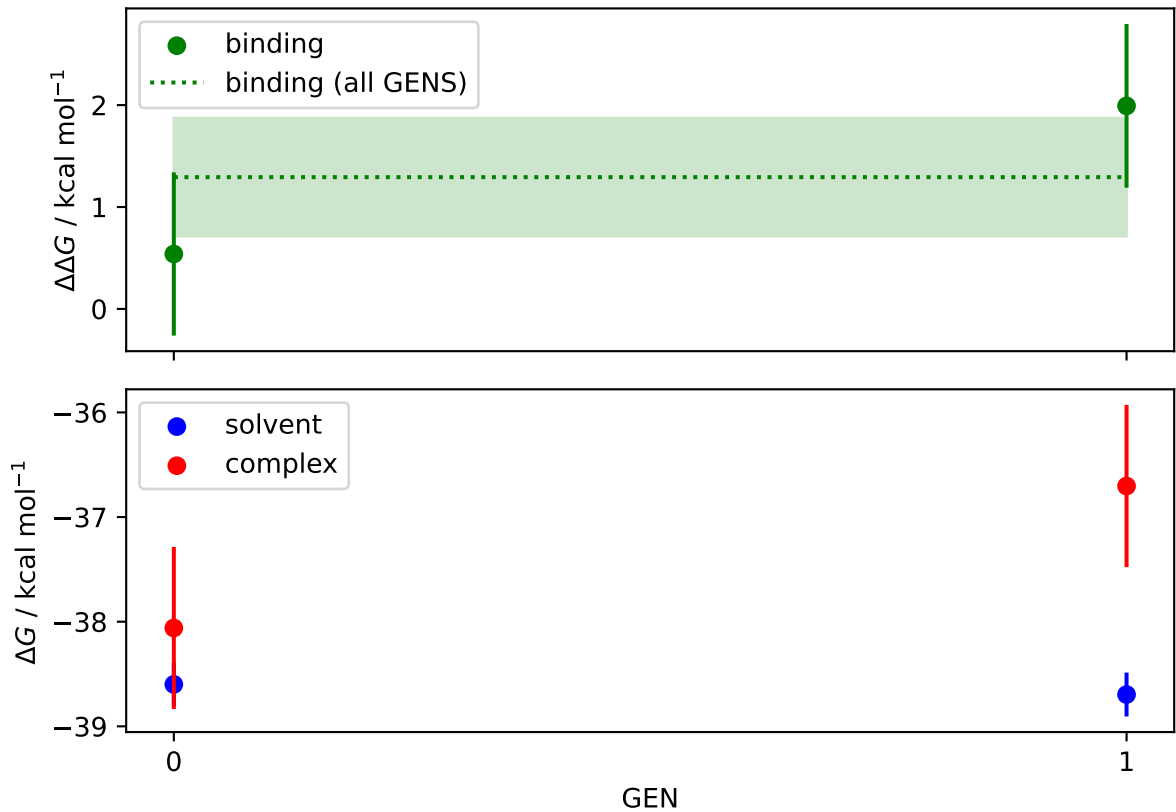 binding
binding (all GENS)
ΔΔG / kcal mol⁻¹
2
1
0
solvent
complex
ΔG / kcal mol⁻¹
−36
−37
−38
−39
0 1
GEN